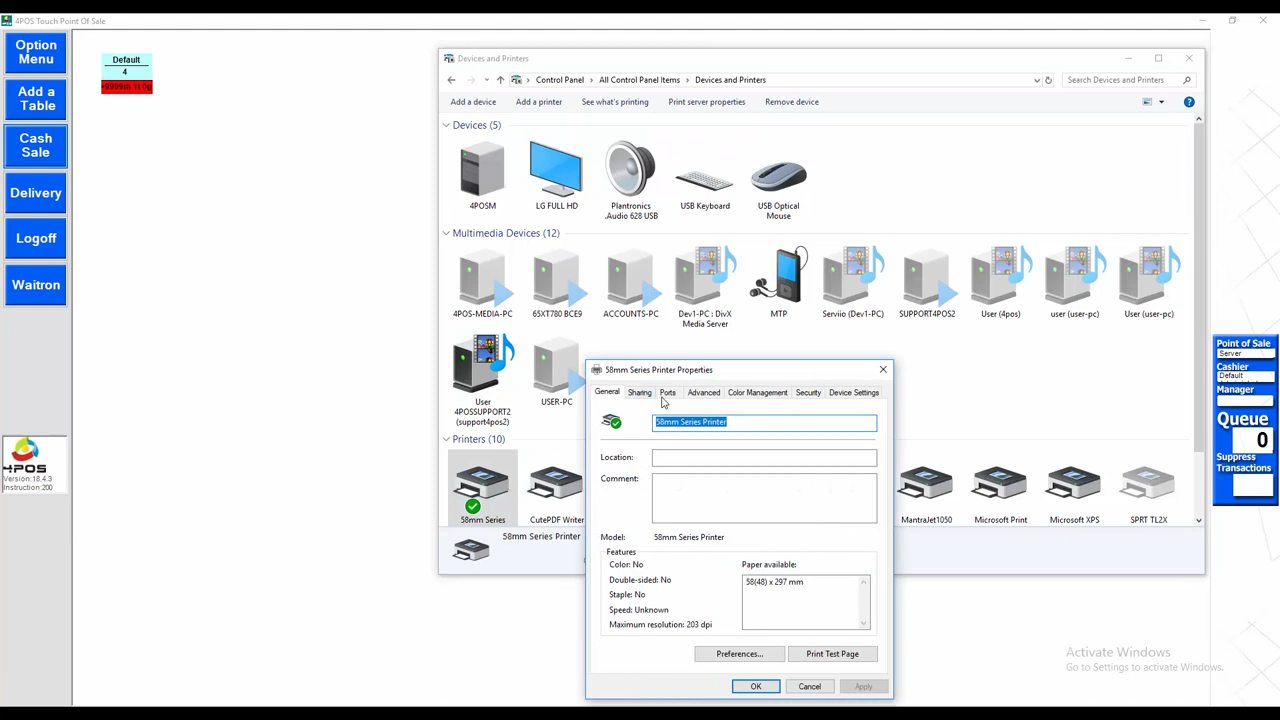 4POS Touch Point Of Sale
Option
Menu
Add a
Table
Cash
Sale
Delivery
Logoff
Waitron
4POS
Version:18.4.3
Instruction:200
Default
4
Devices and Printers
Control Panel
All Control Panel Items
Devices and Printers
Search Devices and Printers
Add a device
Add a printer
See what's printing
Print server properties
Remove device
Devices (5)
4POSM
LG FULL HD
Plantronics
.Audio 628 USB
USB Keyboard
USB Optical
Mouse
Multimedia Devices (12)
4POS-MEDIA-PC
65XT780 BCE9
ACCOUNTS-PC
Dev1-PC : DivX
Media Server
MTP
Serviio (Dev1-PC)
SUPPORT4POS2
User (4pos)
user (user-pc)
User (user-pc)
User
4POSSUPPORT2
(support4pos2)
USER-PC
Printers (10)
58mm Series
CutePDF Writer
MantraJet1050
Microsoft Print
Microsoft XPS
SPRT TL2X
58mm Series Printer
58mm Series Printer Properties
General
Sharing
Ports
Advanced
Color Management
Security
Device Settings
58mm Series Printer
Location:
Comment:
Model:
58mm Series Printer
Features
Color: No
Double-sided: No
Staple: No
Speed: Unknown
Maximum resolution: 203 dpi
Paper available:
58(48) x 297 mm
Preferences...
Print Test Page
OK
Cancel
Apply
Point of Sale
Server
Cashier
Default
Manager
Queue
0
Suppress
Transactions
Activate Windows
Go to Settings to activate Windows.